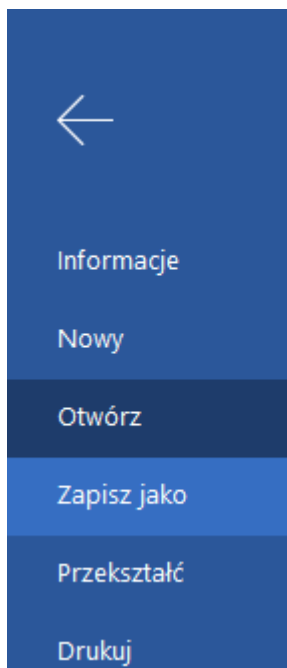 Informacje
Nowy
Otwórz
Zapisz jako
Przekształć
Drukuj